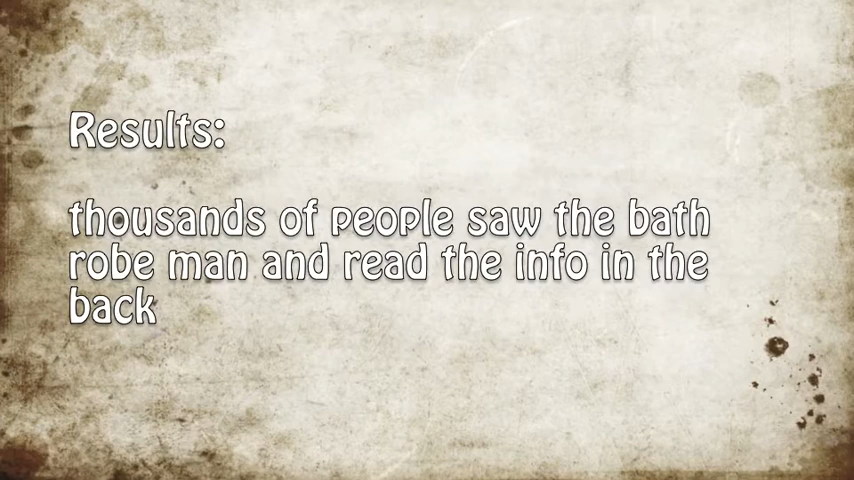 Results:
thousands of people saw the bath
robe man and read the info in the
back